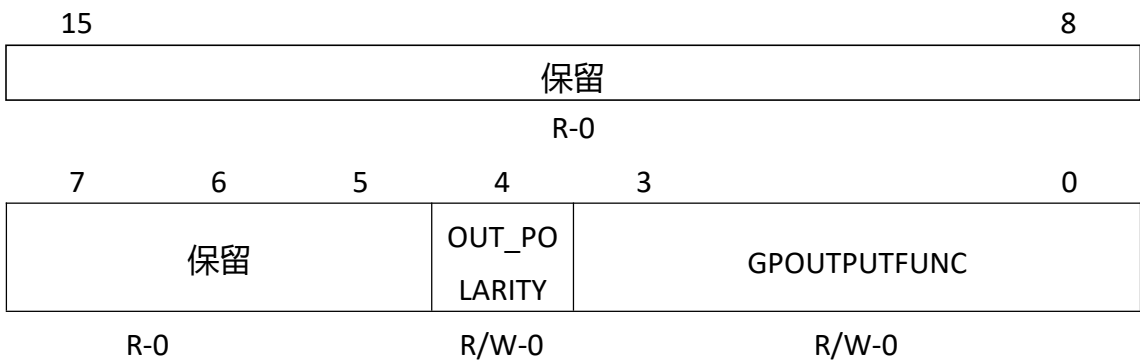 15 8
保留
R-0
7 6 5 4 3 0
保留 OUT_PO
LARITY GPOUTPUTFUNC
R-0 R/W-0 R/W-0